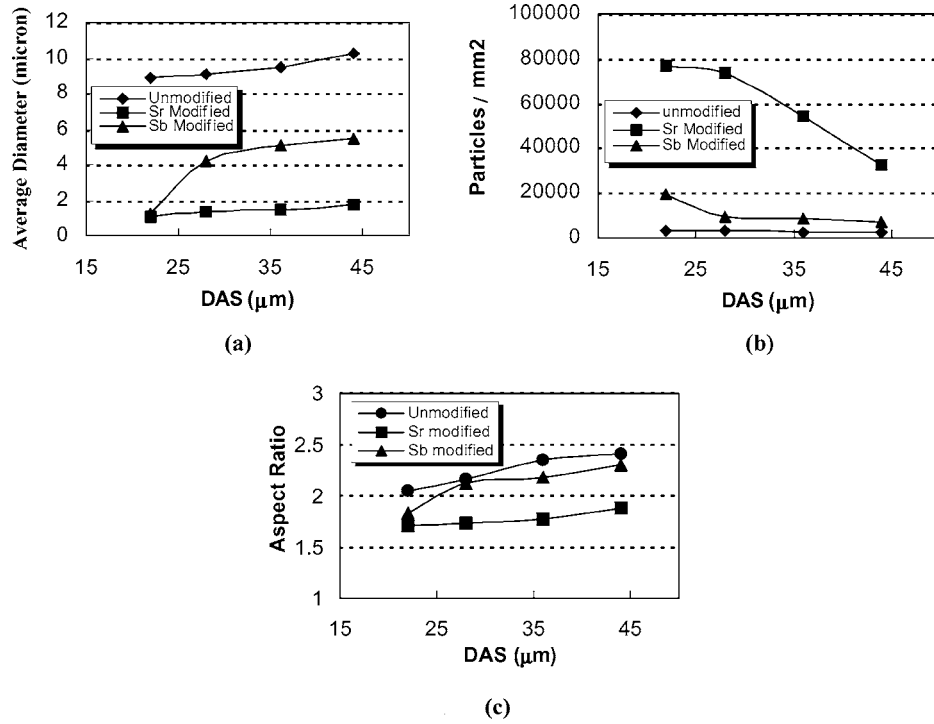 12
10
8
6
4
2
0
Average Diameter (micron)
Unmodified
Sr Modified
Sb Modified
15 25 35 45
DAS (μm)
(a)
100000
80000
60000
40000
20000
0
Particles / mm2
unmodified
Sr Modified
Sb Modified
15 25 35 45
DAS (μm)
(b)
3
2.5
2
1.5
1
Aspect Ratio
Unmodified
Sr modified
Sb modified
15 25 35 45
DAS (μm)
(c)